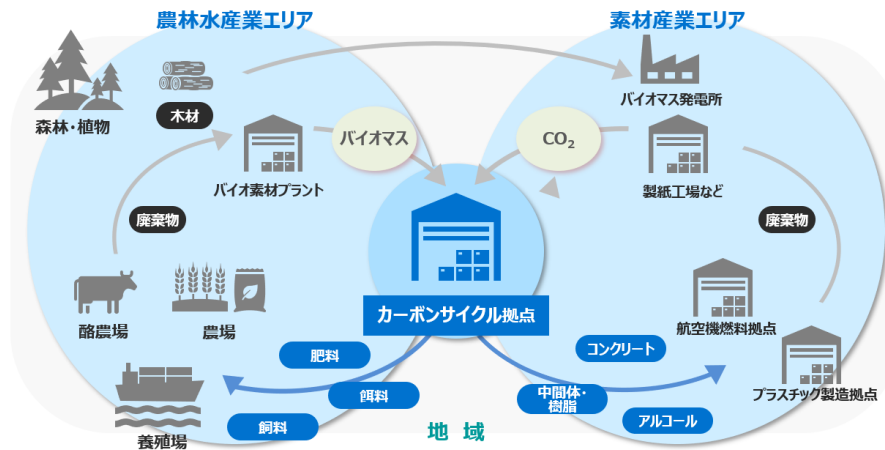 農林水産業エリア
素材産業エリア
森林・植物
木材
バイオマス発電所
バイオマス
CO₂
バイオ素材プラント
製紙工場など
廃棄物
廃棄物
酪農場
農場
カーボンサイクル拠点
航空機燃料拠点
肥料
コンクリート
餌料
中間体・
樹脂
プラスチック製造拠点
飼料
アルコール
養殖場
地域